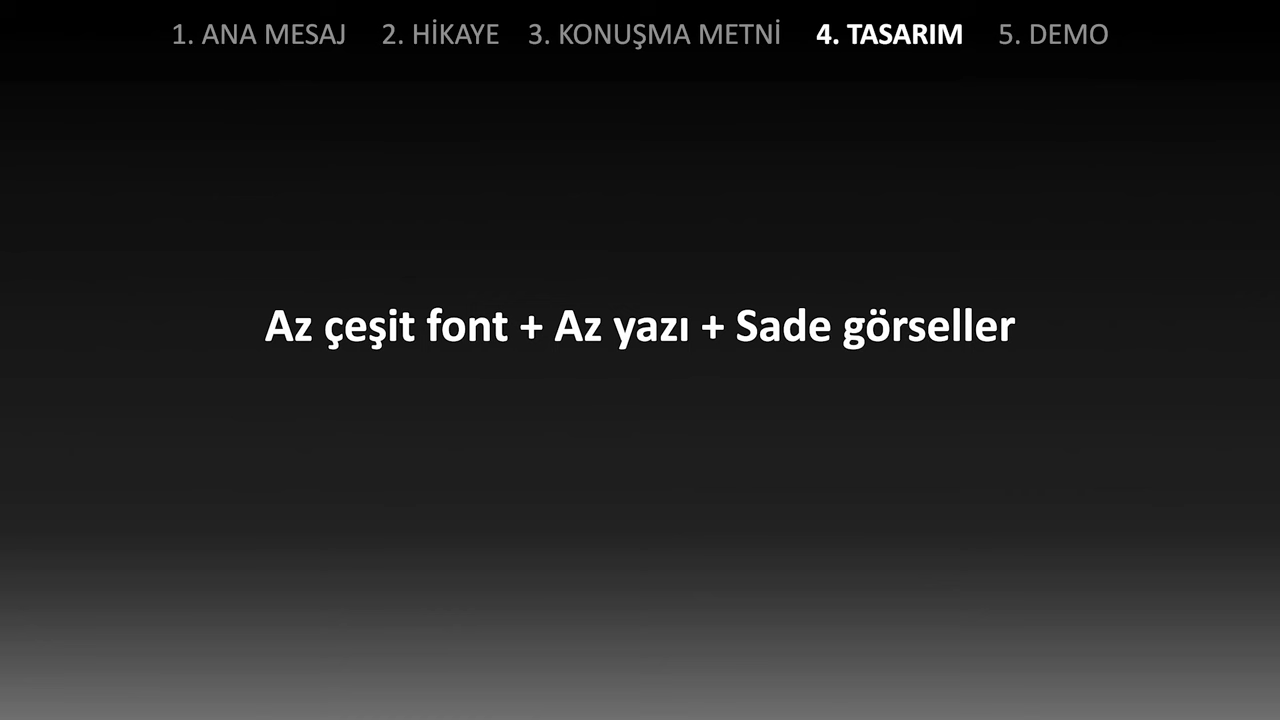 1. ANA MESAJ 2. HİKAYE 3. KONUŞMA METNİ 4. TASARIM 5. DEMO
Az çeşit font + Az yazı + Sade görseller